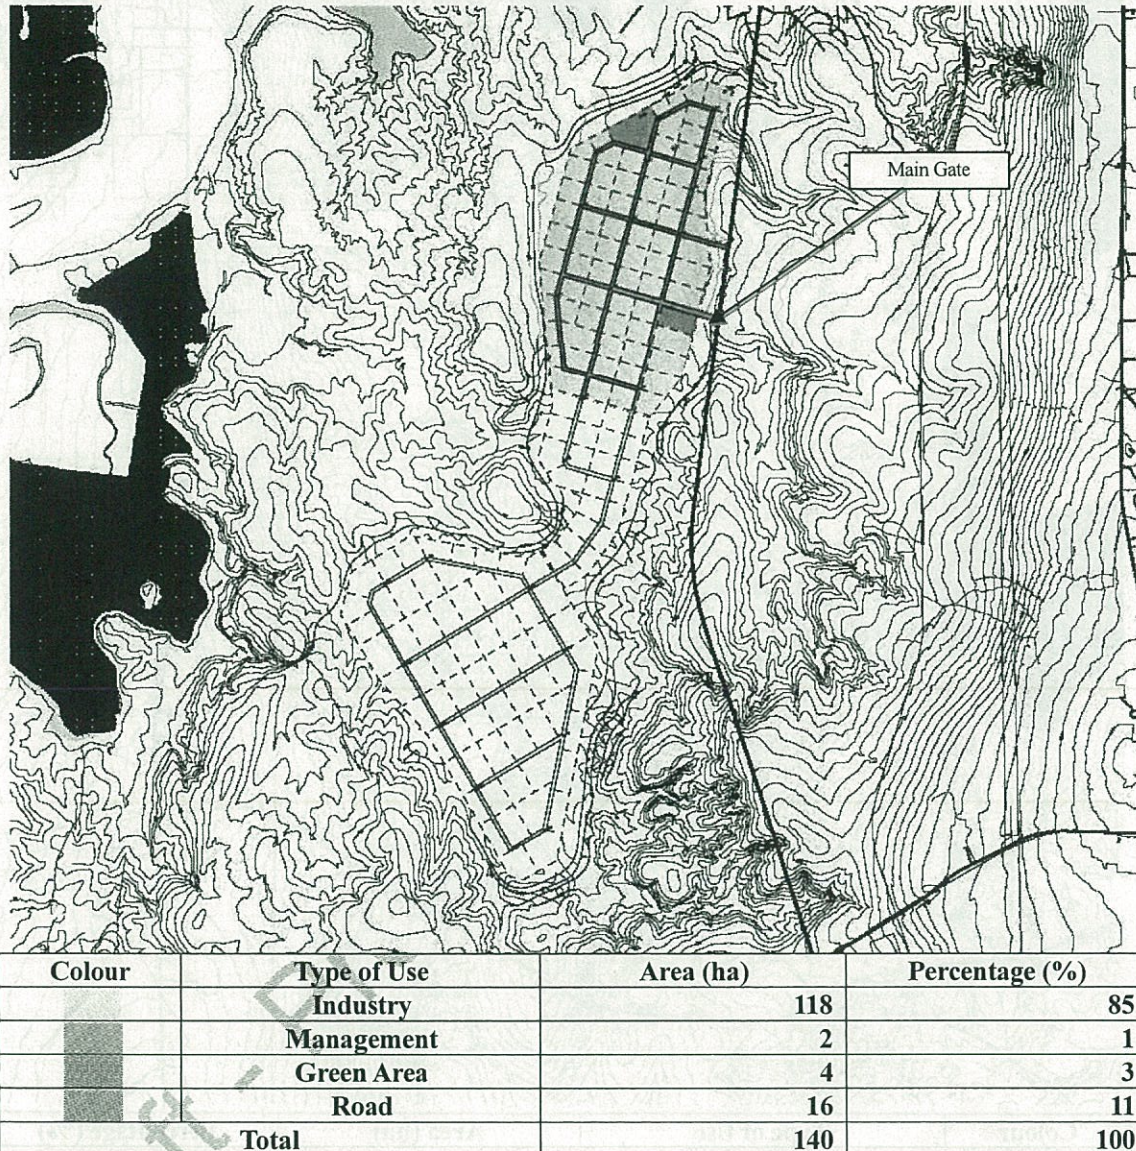 Main Gate
Colour Type of Use Area (ha) Percentage (%)
Industry 118 85
Management 2 1
Green Area 4 3
Road 16 11
Total 140 100